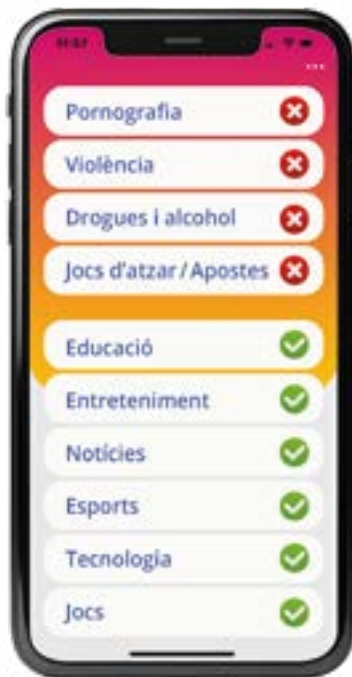 Pornografia
Violència
Drogues i alcohol
Jocs d'atzar/Apostes
Educació
Entreteniment
Notícies
Esports
Tecnologia
Jocs